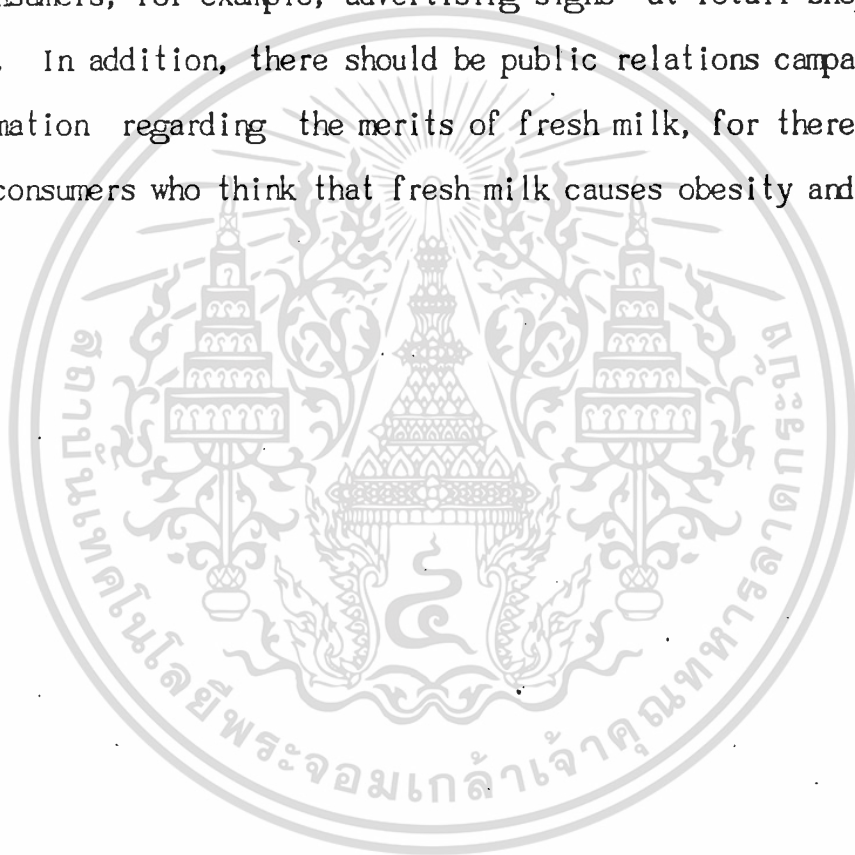 for example, advertising signs at retail
In addition, there should be public relations
regarding the merits of fresh milk, for there
consumers who think that fresh milk causes obesity and
สถาบันเทคโนโลยีพระจอมเกล้าเจ้าคุณทหารลาดกระบัง